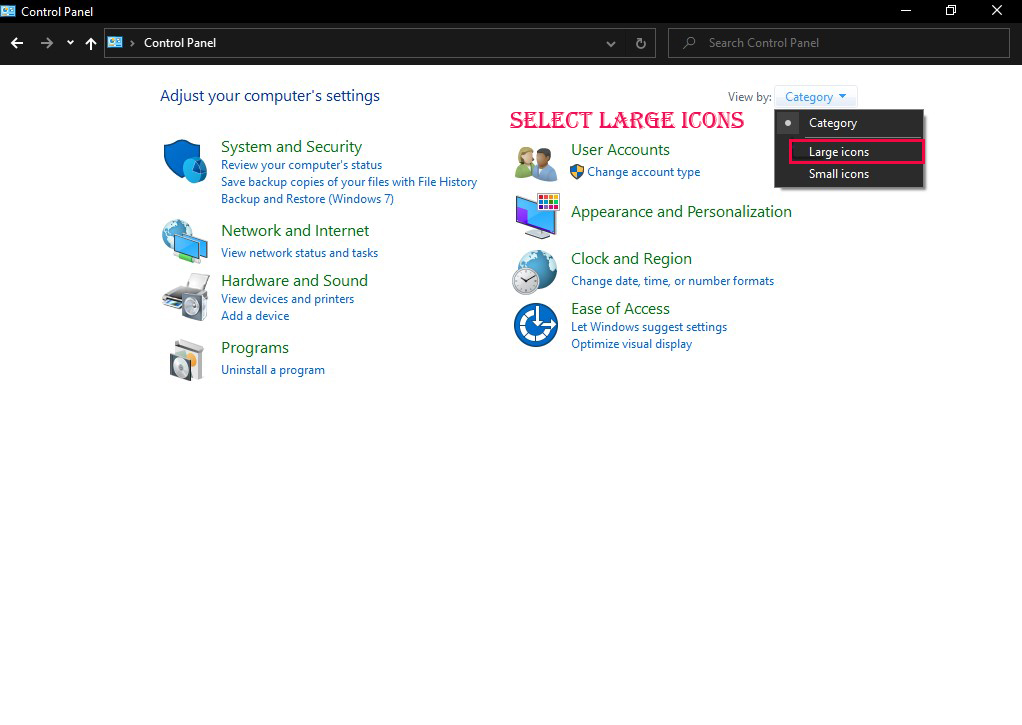 Control Panel
Control Panel
Search Control Panel
Adjust your computer's settings
View by: Category
SELECT LARGE ICONS
Category
Large icons
Small icons
System and Security
Review your computer's status
Save backup copies of your files with File History
Backup and Restore (Windows 7)
Network and Internet
View network status and tasks
Hardware and Sound
View devices and printers
Add a device
Programs
Uninstall a program
User Accounts
Change account type
Appearance and Personalization
Clock and Region
Change date, time, or number formats
Ease of Access
Let Windows suggest settings
Optimize visual display